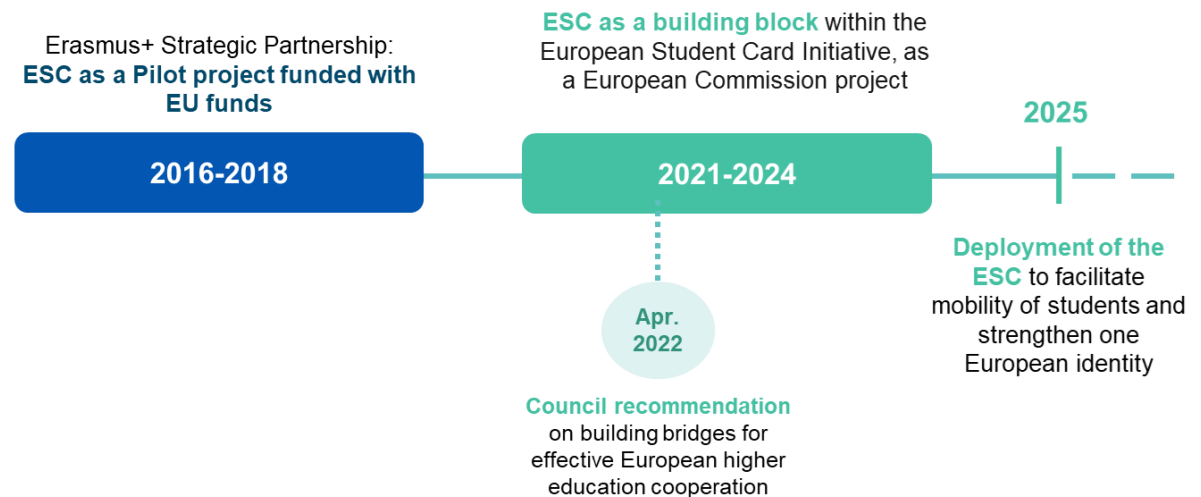 Erasmus+ Strategic Partnership:
ESC as a Pilot project funded with
EU funds
2016-2018
ESC as a building block within the
European Student Card Initiative, as
a European Commission project
2021-2024
Apr.
2022
Council recommendation
on building bridges for
effective European higher
education cooperation
2025
Deployment of the
ESC to facilitate
mobility of students and
strengthen one
European identity